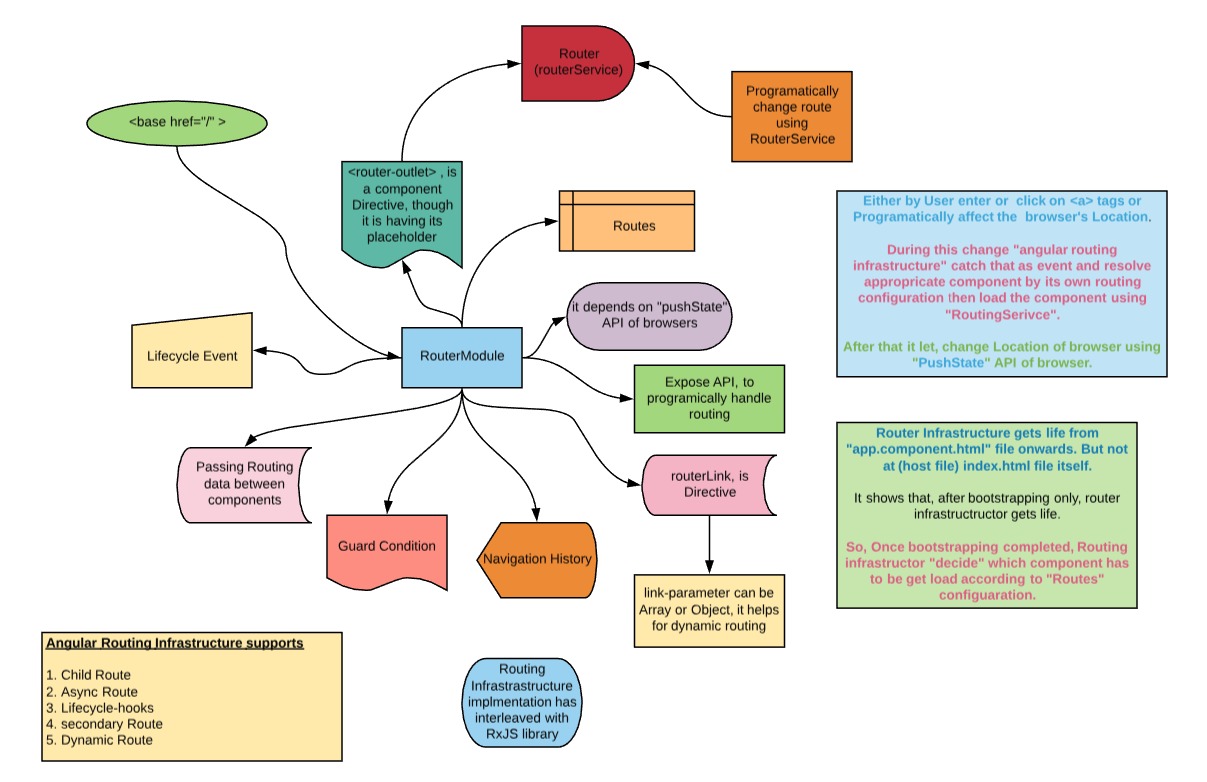 Router
(routerService)
Programatically
change route
using
RouterService
<base href="/" >
<router-outlet> , is
a component
Directive, though
it is having its
placeholder
Routes
Either by User enter or click on <a> tags or
Programatically affect the browser's Location.
During this change "angular routing
infrastructure" catch that as event and resolve
appropricate component by its own routing
configuration then load the component using
"RoutingSerivce".
After that it let, change Location of browser using
"PushState" API of browser.
it depends on "pushState"
API of browsers
Lifecycle Event
RouterModule
Expose API, to
programically handle
routing
Router Infrastructure gets life from
"app.component.html" file onwards. But not
at (host file) index.html file itself.
It shows that, after bootstrapping only, router
infrastructructor gets life.
So, Once bootstrapping completed, Routing
infrastructor "decide" which component has
to be get load according to "Routes"
configuaration.
Passing Routing
data between
components
routerLink, is
Directive
Guard Condition
Navigation History
link-parameter can be
Array or Object, it helps
for dynamic routing
Angular Routing Infrastructure supports
1. Child Route
2. Async Route
3. Lifecycle-hooks
4. secondary Route
5. Dynamic Route
Routing
Infrastrastructure
implmentation has
interleaved with
RxJS library